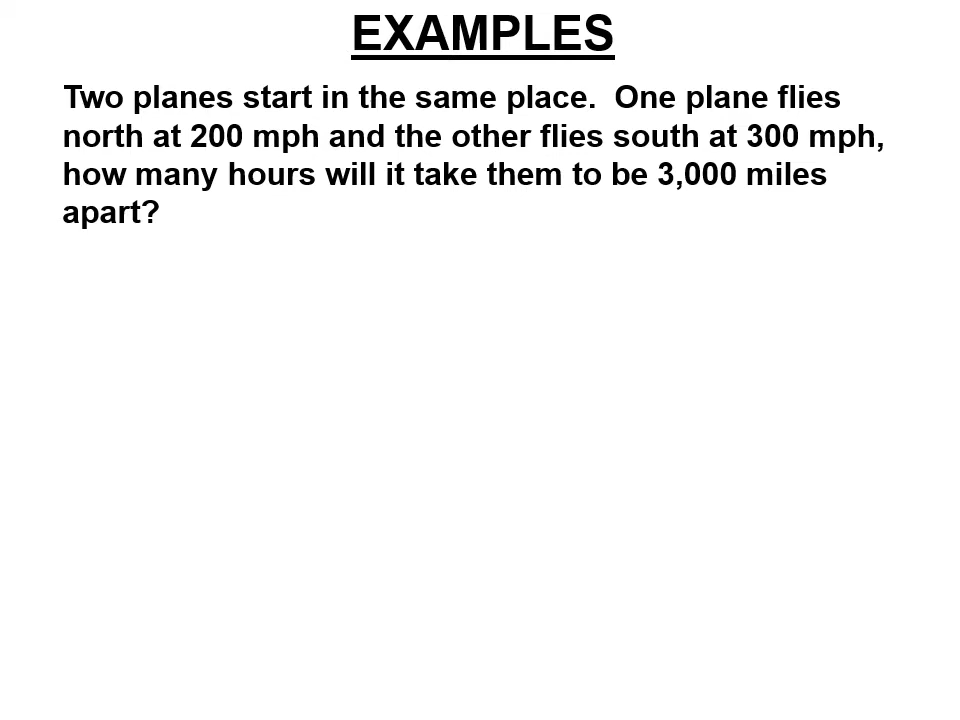 EXAMPLES
Two planes start in the same place.  One plane flies
north at 200 mph and the other flies south at 300 mph,
how many hours will it take them to be 3,000 miles
apart?